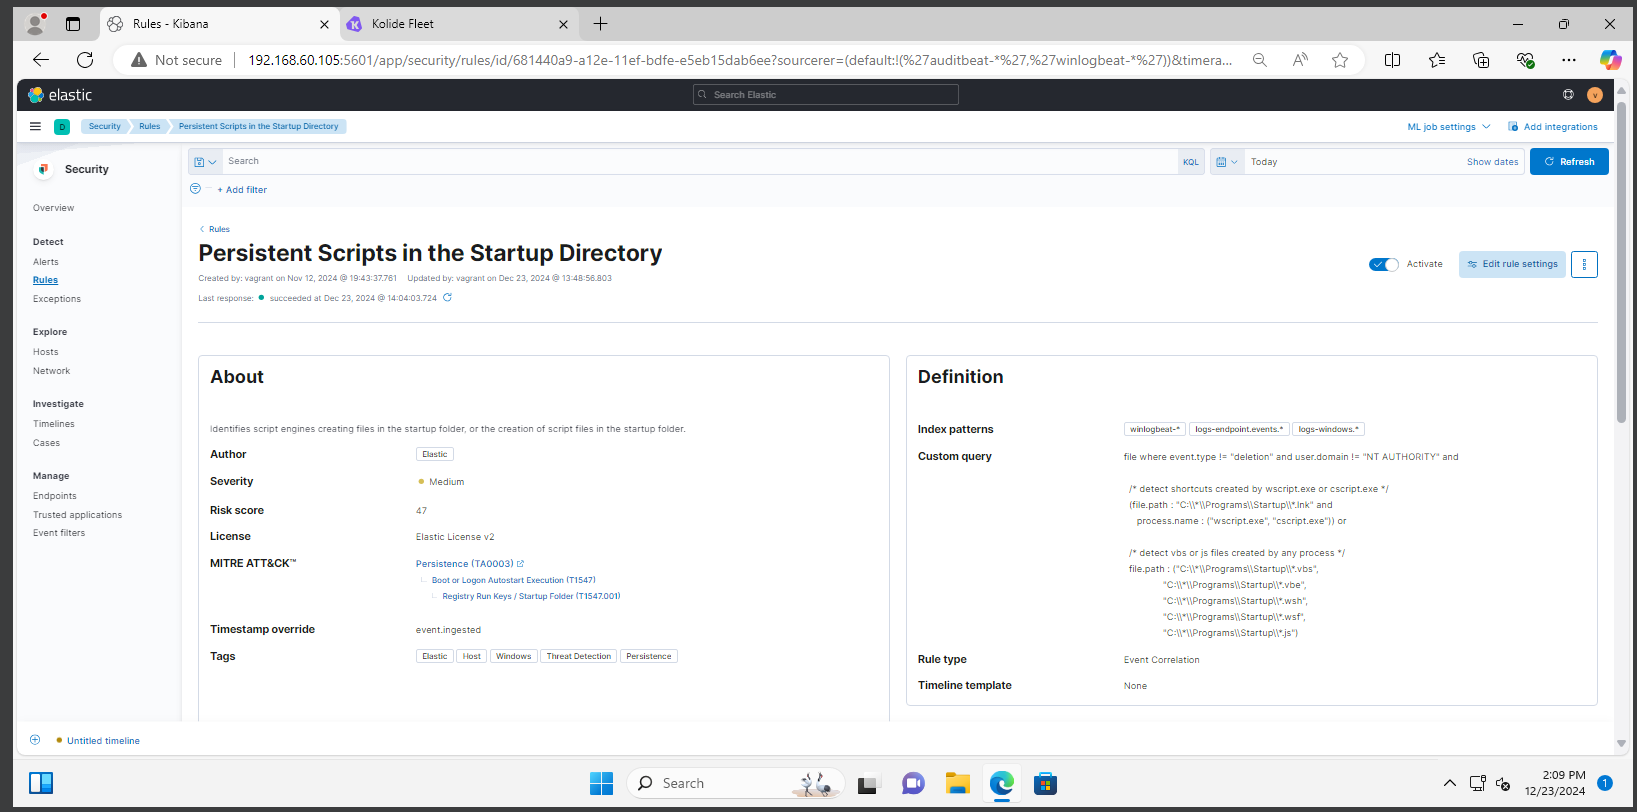 Rules - Kibana
Kolide Fleet
Not secure
192.168.60.105:5601/app/security/rules/id/681440a9-a12e-11ef-bdfe-e5eb15dab6ee?sourcerer=(default:!(%27auditbeat-*%27,%27winlogbeat-*%27))&timera...
elastic
Search Elastic
v
D
Security
Rules
Persistent Scripts in the Startup Directory
ML job settings
Add integrations
Security
Search
KQL
Today
Show dates
Refresh
+ Add filter
Overview
Detect
Alerts
Rules
Exceptions
Explore
Hosts
Network
Investigate
Timelines
Cases
Manage
Endpoints
Trusted applications
Event filters
Rules
Persistent Scripts in the Startup Directory
Created by: vagrant on Nov 12, 2024 @ 19:43:37.761 Updated by: vagrant on Dec 23, 2024 @ 13:48:56.803
Last response: succeeded at Dec 23, 2024 @ 14:04:03.724
Activate
Edit rule settings
About
Identifies script engines creating files in the startup folder, or the creation of script files in the startup folder.
Author
Elastic
Severity
Medium
Risk score
47
License
Elastic License v2
MITRE ATT&CK™
Persistence (TA0003)
Boot or Logon Autostart Execution (T1547)
Registry Run Keys / Startup Folder (T1547.001)
Timestamp override
event.ingested
Tags
Elastic
Host
Windows
Threat Detection
Persistence
Definition
Index patterns
winlogbeat-*
logs-endpoint.events.*
logs-windows.*
Custom query
file where event.type != "deletion" and user.domain != "NT AUTHORITY" and
/* detect shortcuts created by wscript.exe or cscript.exe */
(file.path : "C:\\*\\Programs\\Startup\\*.lnk" and
process.name : ("wscript.exe", "cscript.exe")) or
/* detect vbs or js files created by any process */
file.path : ("C:\\*\\Programs\\Startup\\*.vbs",
"C:\\*\\Programs\\Startup\\*.vbe",
"C:\\*\\Programs\\Startup\\*.wsh",
"C:\\*\\Programs\\Startup\\*.wsf",
"C:\\*\\Programs\\Startup\\*.js")
Rule type
Event Correlation
Timeline template
None
Untitled timeline
Search
2:09 PM
12/23/2024
1